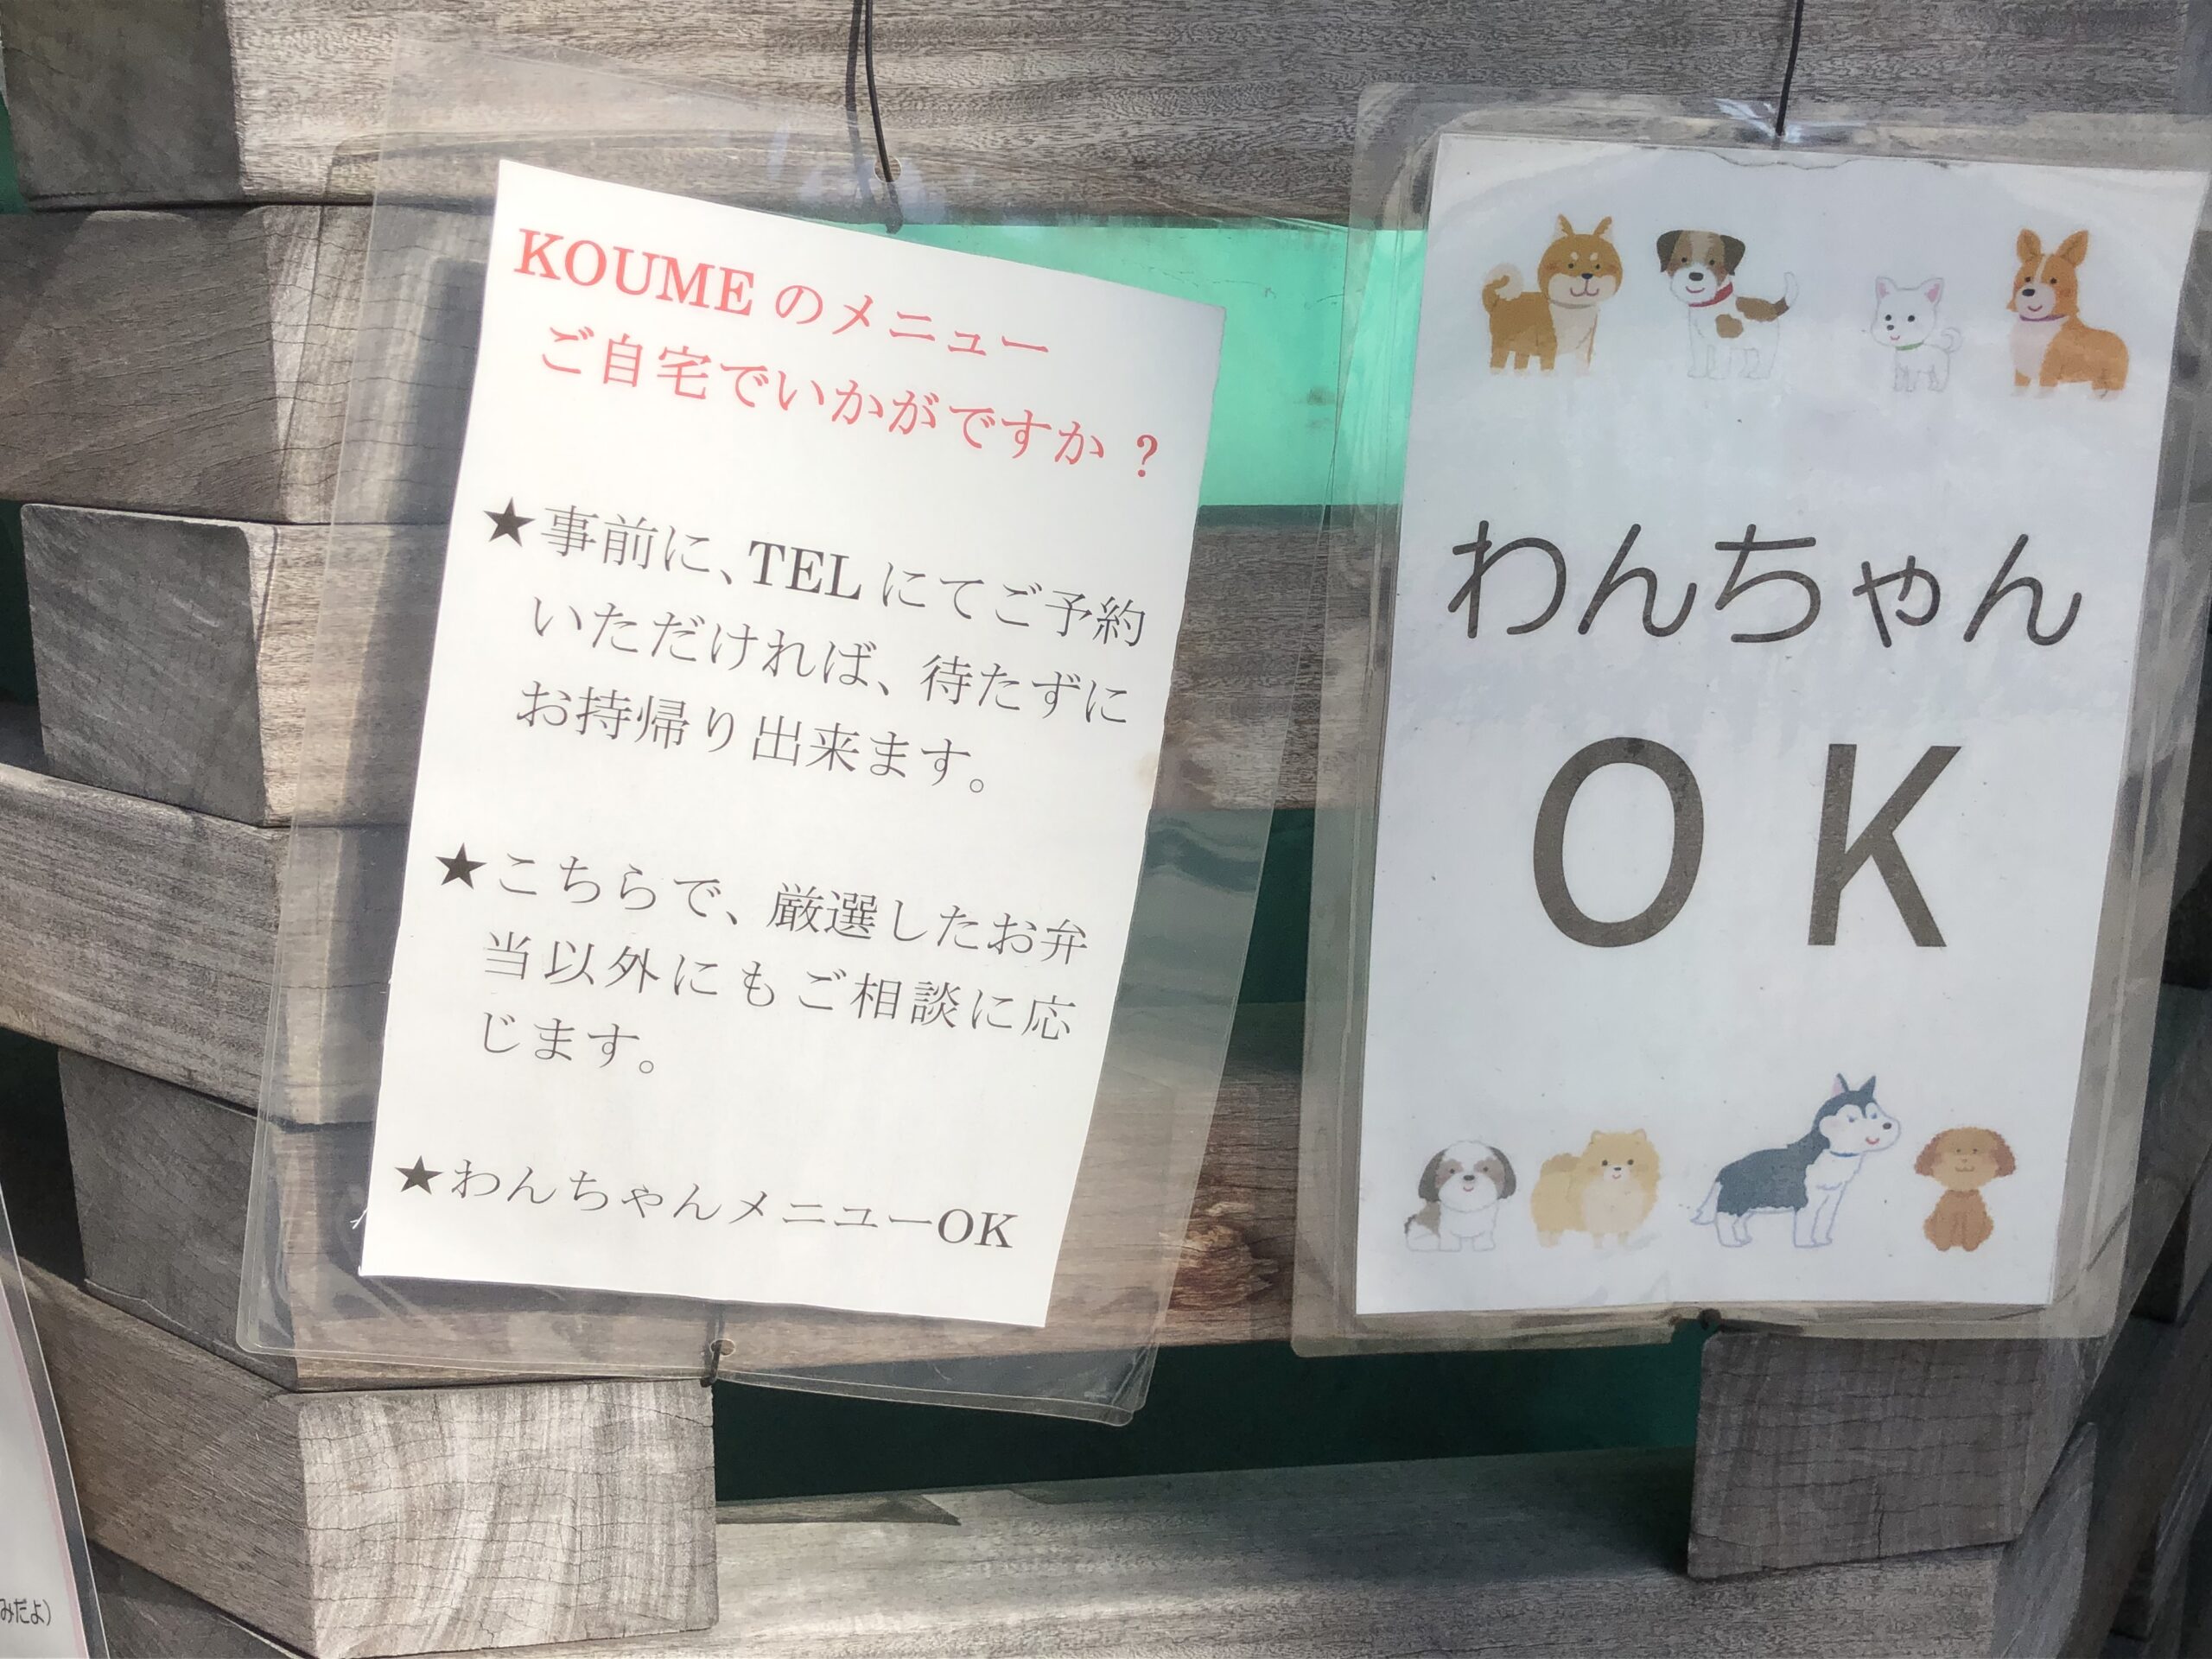 KOUMEのメニュー
ご自宅でいかがですか？
★事前に、TELにてご予約
いただければ、待たずに
お持帰り出来ます。
★こちらで、厳選したお弁
当以外にもご相談に応
じます。
★わんちゃんメニューOK
わんちゃん
OK
みだよ)